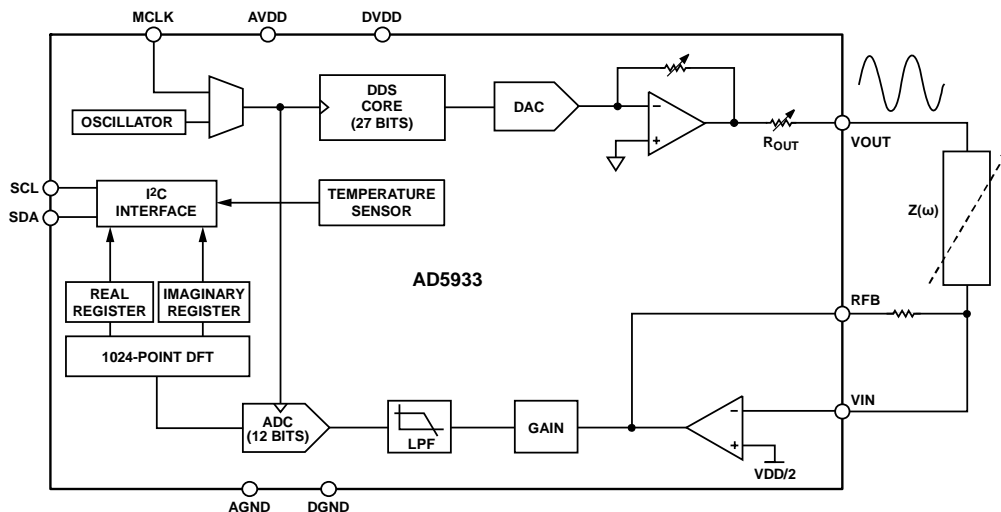 MCLK
AVDD
DVDD
OSCILLATOR
DDS
CORE
(27 BITS)
DAC
ROUT
VOUT
SCL
SDA
I2C
INTERFACE
TEMPERATURE
SENSOR
Z(ω)
AD5933
REAL
REGISTER
IMAGINARY
REGISTER
RFB
1024-POINT DFT
VIN
ADC
(12 BITS)
LPF
GAIN
VDD/2
AGND
DGND